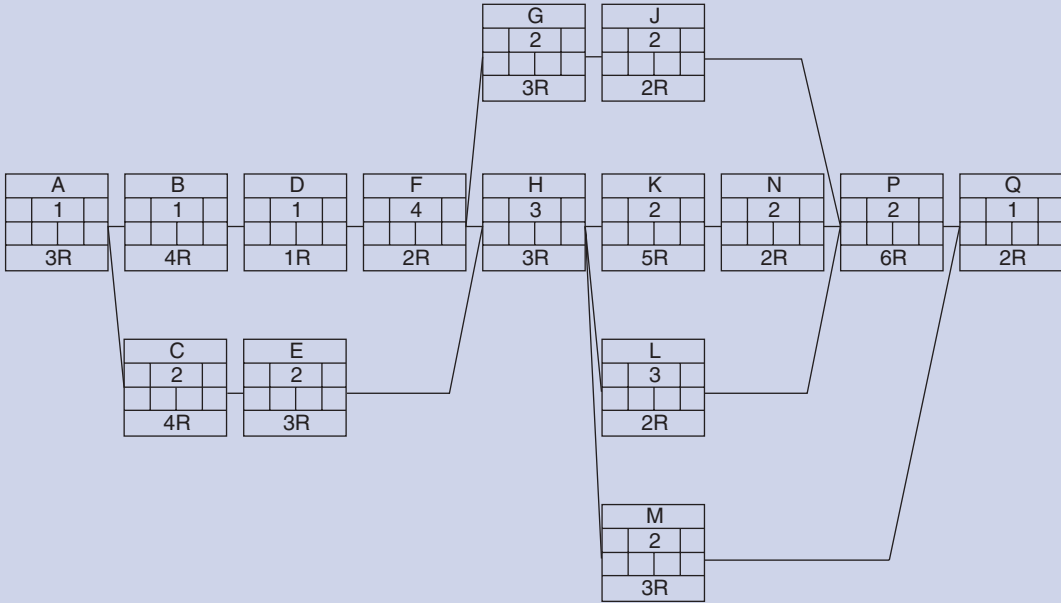 G J
2 2
3R 2R
A B D F H K N P Q
1 1 1 4 3 2 2 2 1
3R 4R 1R 2R 3R 5R 2R 6R 2R
C E L
2 2 3
4R 3R 2R
M
2
3R